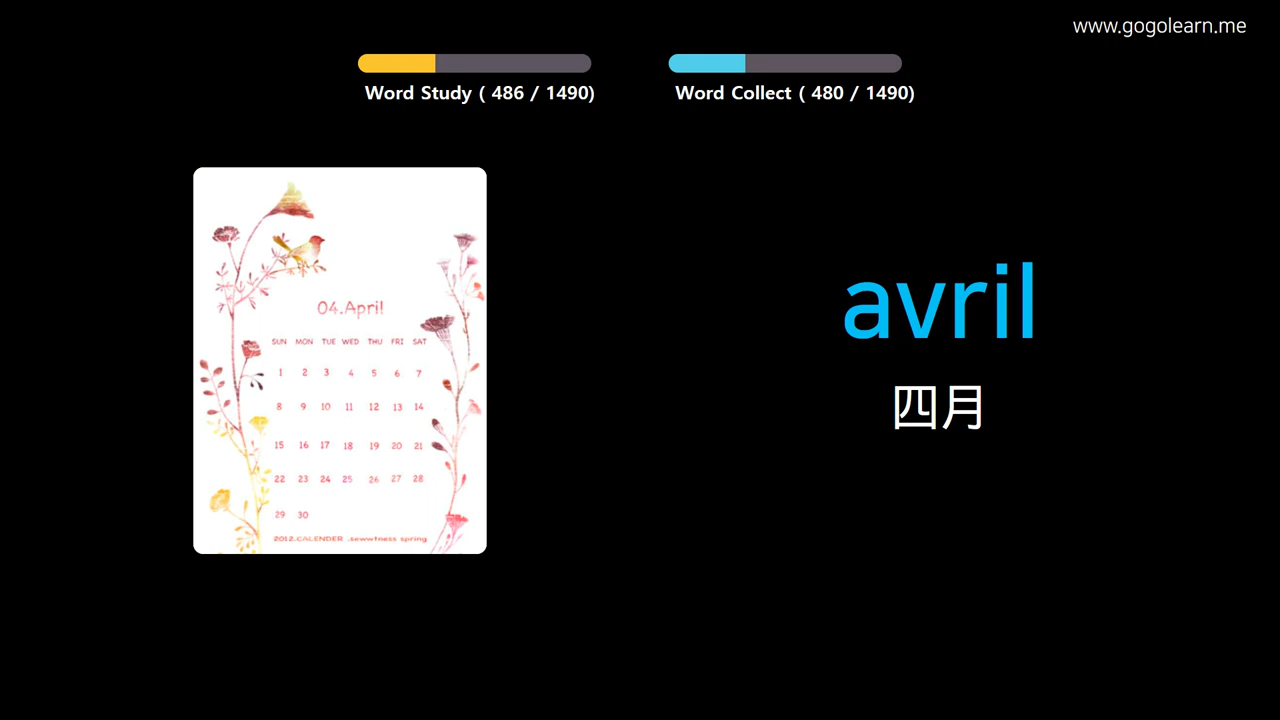 www.gogolearn.me
Word Study ( 486 / 1490)
Word Collect ( 480 / 1490)
04.April
SUN MON TUE WED THU FRI SAT
1 2 3 4 5 6 7
8 9 10 11 12 13 14
15 16 17 18 19 20 21
22 23 24 25 26 27 28
29 30
2012.CALENDER .sewwtness spring
avril
四月